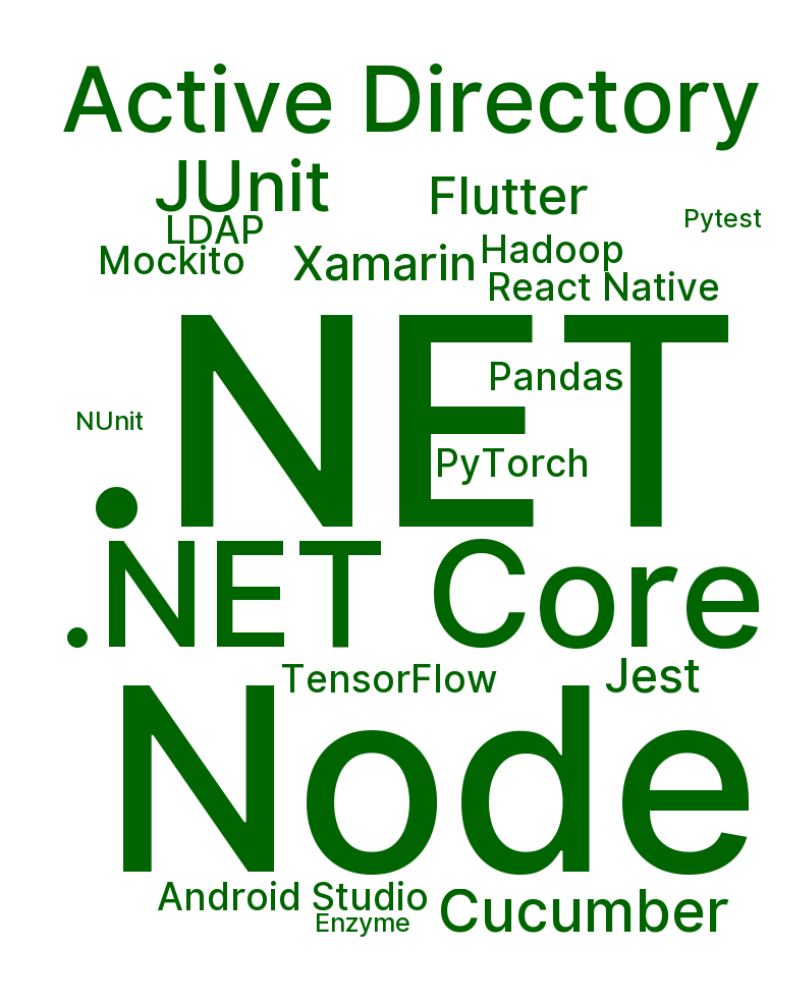 Active Directory
JUnit
Flutter
Pytest
LDAP
Hadoop
Mockito
Xamarin
React Native
.NET
Pandas
NUnit
PyTorch
.NET Core
TensorFlow
Jest
Node
Android Studio
Cucumber
Enzyme